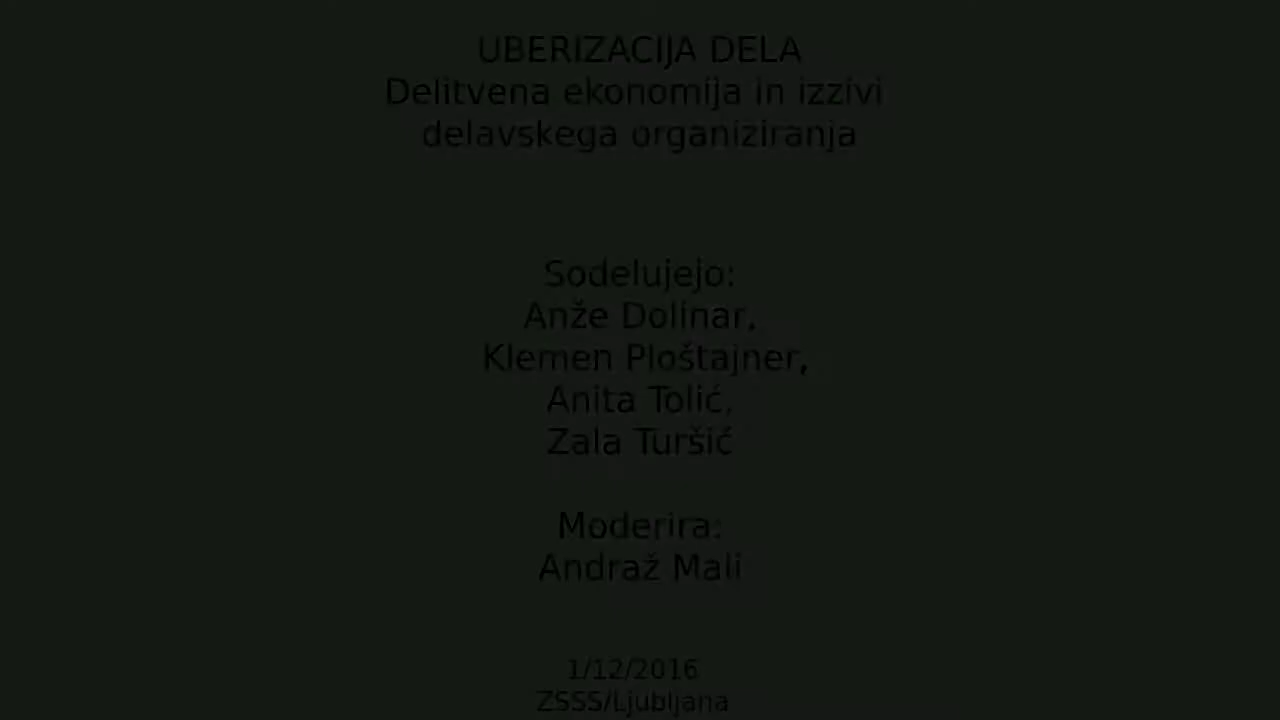 UBERIZACIJA DELA
Delitvena ekonomija in izzivi
delavskega organiziranja
Sodelujejo:
Anže Dolinar,
Klemen Ploštajner,
Anita Tolić,
Zala Turšić
Moderira:
Andraž Mali
1/12/2016
ZSSS/Ljubljana